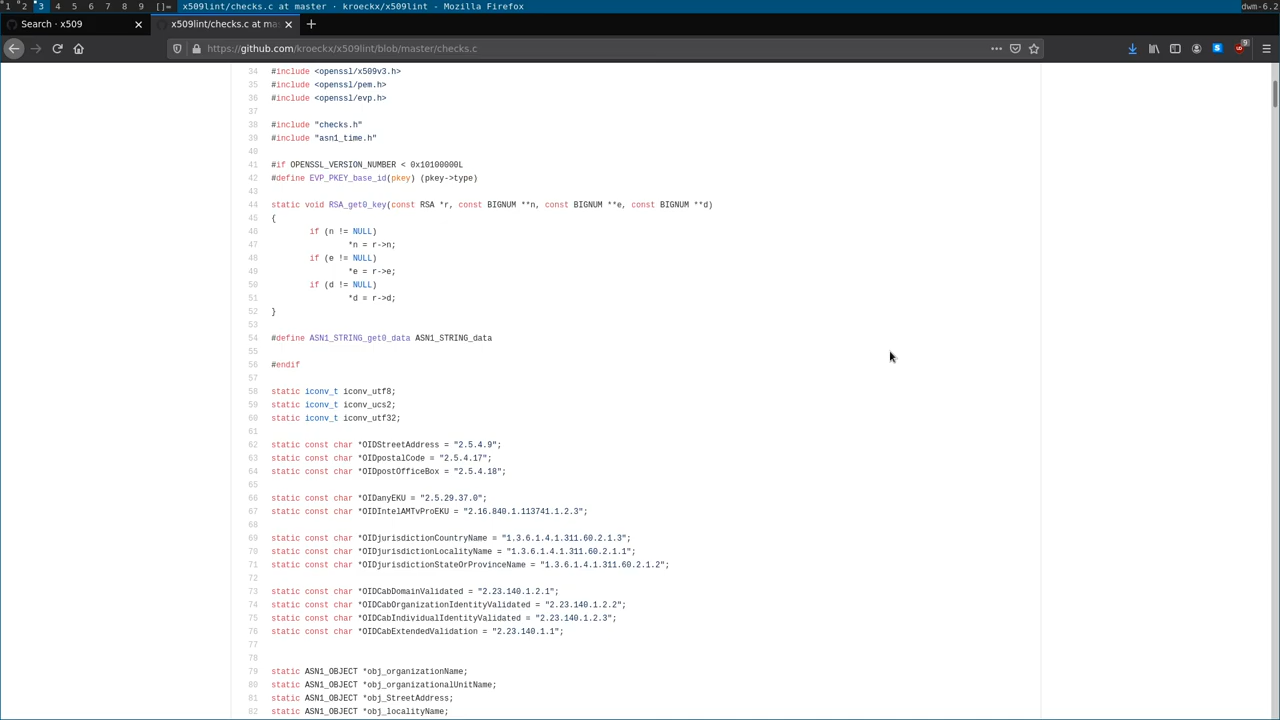 1 2 3 4 5 6 7 8 9 []= x509lint/checks.c at master · kroeckx/x509lint - Mozilla Firefox dwm-6.2
Search · x509 × x509lint/checks.c at mas × +
https://github.com/kroeckx/x509lint/blob/master/checks.c
34 #include <openssl/x509v3.h>
35 #include <openssl/pem.h>
36 #include <openssl/evp.h>
37
38 #include "checks.h"
39 #include "asn1_time.h"
40
41 #if OPENSSL_VERSION_NUMBER < 0x10100000L
42 #define EVP_PKEY_base_id(pkey) (pkey->type)
43
44 static void RSA_get0_key(const RSA *r, const BIGNUM **n, const BIGNUM **e, const BIGNUM **d)
45 {
46 if (n != NULL)
47 *n = r->n;
48 if (e != NULL)
49 *e = r->e;
50 if (d != NULL)
51 *d = r->d;
52 }
53
54 #define ASN1_STRING_get0_data ASN1_STRING_data
55
56 #endif
57
58 static iconv_t iconv_utf8;
59 static iconv_t iconv_ucs2;
60 static iconv_t iconv_utf32;
61
62 static const char *OIDStreetAddress = "2.5.4.9";
63 static const char *OIDpostalCode = "2.5.4.17";
64 static const char *OIDpostOfficeBox = "2.5.4.18";
65
66 static const char *OIDanyEKU = "2.5.29.37.0";
67 static const char *OIDIntelAMTvProEKU = "2.16.840.1.113741.1.2.3";
68
69 static const char *OIDjurisdictionCountryName = "1.3.6.1.4.1.311.60.2.1.3";
70 static const char *OIDjurisdictionLocalityName = "1.3.6.1.4.1.311.60.2.1.1";
71 static const char *OIDjurisdictionStateOrProvinceName = "1.3.6.1.4.1.311.60.2.1.2";
72
73 static const char *OIDCabDomainValidated = "2.23.140.1.2.1";
74 static const char *OIDCabOrganizationIdentityValidated = "2.23.140.1.2.2";
75 static const char *OIDCabIndividualIdentityValidated = "2.23.140.1.2.3";
76 static const char *OIDCabExtendedValidation = "2.23.140.1.1";
77
78
79 static ASN1_OBJECT *obj_organizationName;
80 static ASN1_OBJECT *obj_organizationalUnitName;
81 static ASN1_OBJECT *obj_StreetAddress;
82 static ASN1_OBJECT *obj_localityName;